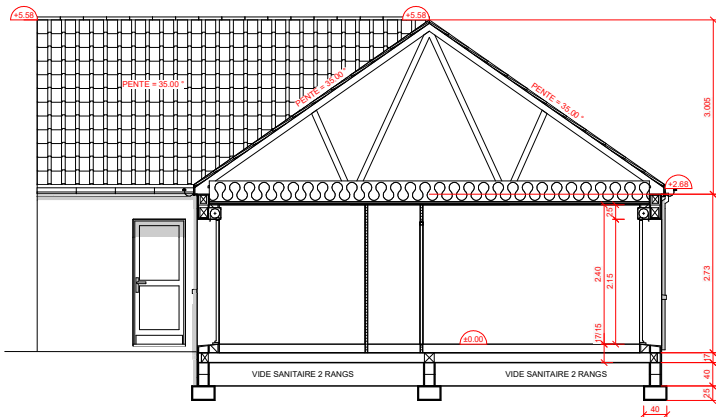 +5.58
+5.58
PENTE = 35.00 °
PENTE = 35.00 °
PENTE = 35.00 °
3.005
+2.68
25
2.40
2.15
2.73
±0.00
17/15
17
VIDE SANITAIRE 2 RANGS
VIDE SANITAIRE 2 RANGS
40
25
40